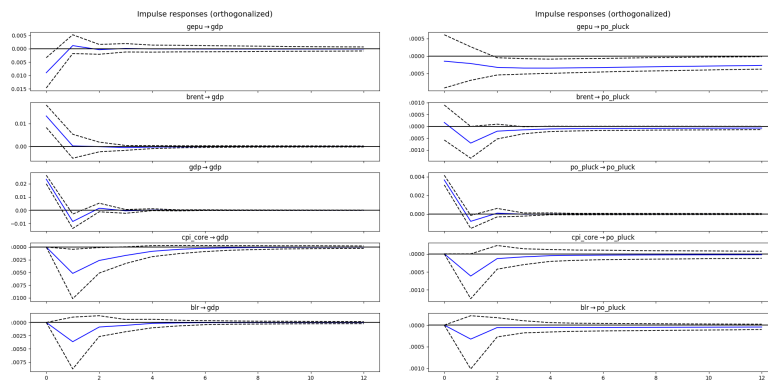 Impulse responses (orthogonalized)
gepu→gdp
0.005
0.000
0.005
0.010
0.015
brent→gdp
0.01
0.00
gdp→gdp
0.02
0.01
0.00
−0.01
cpi_core→gdp
0.0000
0.0025
0.0050
0.0075
0.0100
blr→gdp
0.0000
0.0025
0.0050
0.0075
0 2 4 6 8 10 12
Impulse responses (orthogonalized)
gepu→po_pluck
.0005
.0000
.0005
.0010
brent→po_pluck
.0010
.0005
.0000
.0005
.0010
po_pluck→po_pluck
0.004
0.002
0.000
cpi_core→po_pluck
.0000
.0005
.0010
blr→po_pluck
.0000
.0005
.0010
0 2 4 6 8 10 12